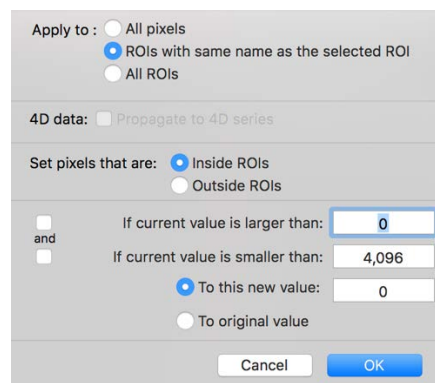 Apply to : All pixels
ROIs with same name as the selected ROI
All ROIs
4D data: Propagate to 4D series
Set pixels that are: Inside ROIs
Outside ROIs
If current value is larger than: 0
and
If current value is smaller than: 4,096
To this new value: 0
To original value
Cancel OK